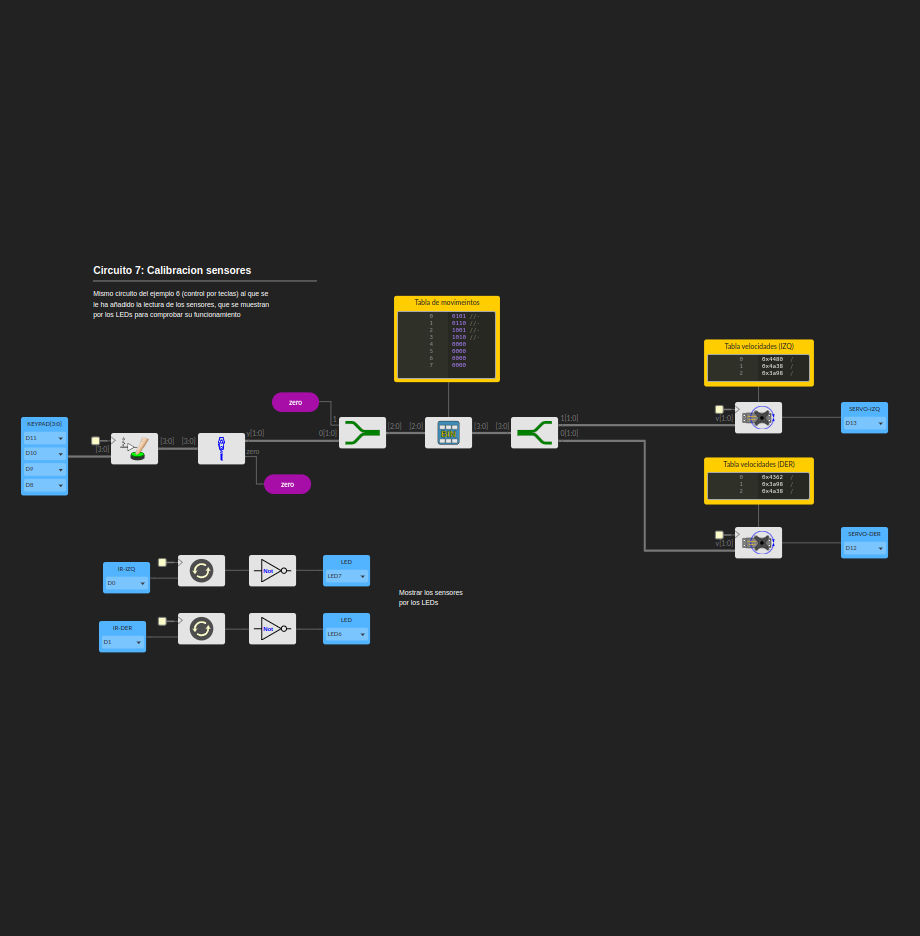 Circuito 7: Calibracion sensores
Mismo circuito del ejemplo 6 (control por teclas) al que se
le ha añadido la lectura de los sensores, que se muestran
por los LEDs para comprobar su funcionamiento
Tabla de movimeintos
0 0101 //-
1 0110 //-
2 1001 //-
3 1010 //-
4 0000
5 0000
6 0000
7 0000
Tabla velocidades (IZQ)
0 0x4480 /
1 0x4a38 /
2 0x3a98 /
zero
KEYPAD[3:0]
D11
D10
D9
D8
[3:0]
[3:0]
[3:0]
v[1:0]
zero
zero
1
0[1:0]
[2:0]
[2:0]
[3:0]
[3:0]
1[1:0]
0[1:0]
v[1:0]
SERVO-IZQ
D13
Tabla velocidades (DER)
0 0x4362 /
1 0x3a98 /
2 0x4a38 /
v[1:0]
SERVO-DER
D12
IR-IZQ
D0
Not
LED
LED7
Mostrar los sensores
por los LEDs
IR-DER
D1
Not
LED
LED6